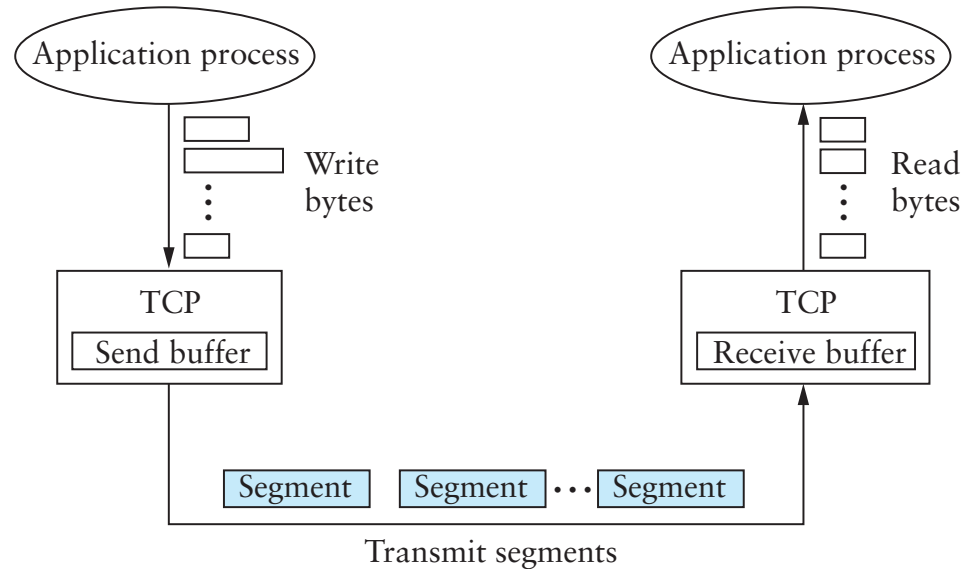 Application process
Application process
Write
bytes
Read
bytes
TCP
Send buffer
TCP
Receive buffer
Segment
Segment
Segment
Transmit segments